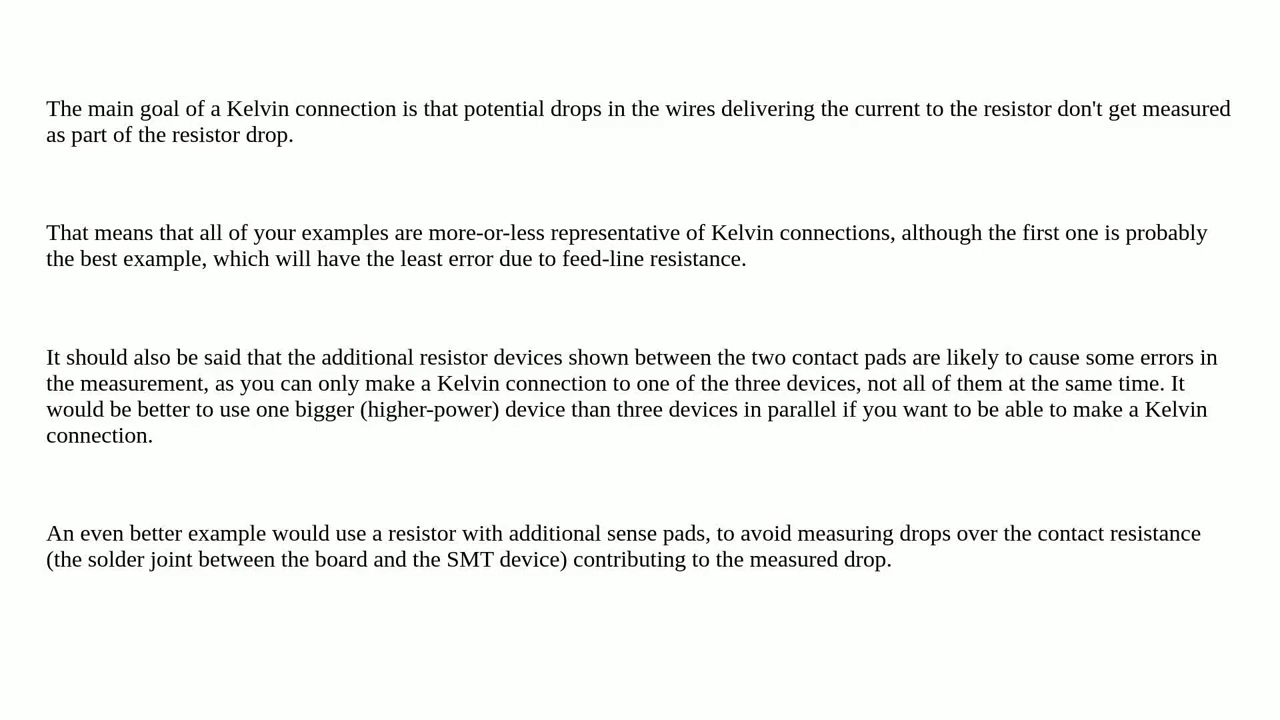 The main goal of a Kelvin connection is that potential drops in the wires delivering the current to the resistor don't get measured
as part of the resistor drop.
That means that all of your examples are more-or-less representative of Kelvin connections, although the first one is probably
the best example, which will have the least error due to feed-line resistance.
It should also be said that the additional resistor devices shown between the two contact pads are likely to cause some errors in
the measurement, as you can only make a Kelvin connection to one of the three devices, not all of them at the same time. It
would be better to use one bigger (higher-power) device than three devices in parallel if you want to be able to make a Kelvin
connection.
An even better example would use a resistor with additional sense pads, to avoid measuring drops over the contact resistance
(the solder joint between the board and the SMT device) contributing to the measured drop.